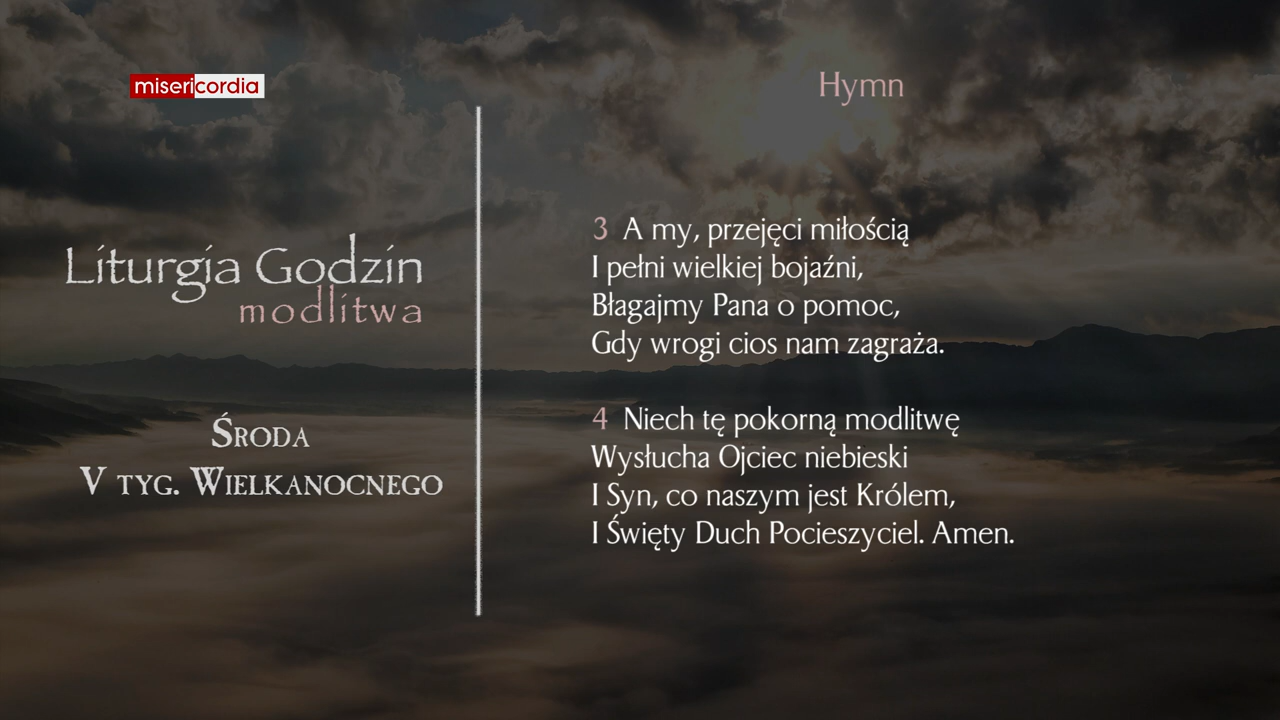 misericordia
Liturgia Godzin
modlitwa
Środa
V tyg. Wielkanocnego
Hymn
3 A my, przejęci miłością
I pełni wielkiej bojaźni,
Błagajmy Pana o pomoc,
Gdy wrogi cios nam zagraża.
4 Niech tę pokorną modlitwę
Wysłucha Ojciec niebieski
I Syn, co naszym jest Królem,
I Święty Duch Pocieszyciel. Amen.